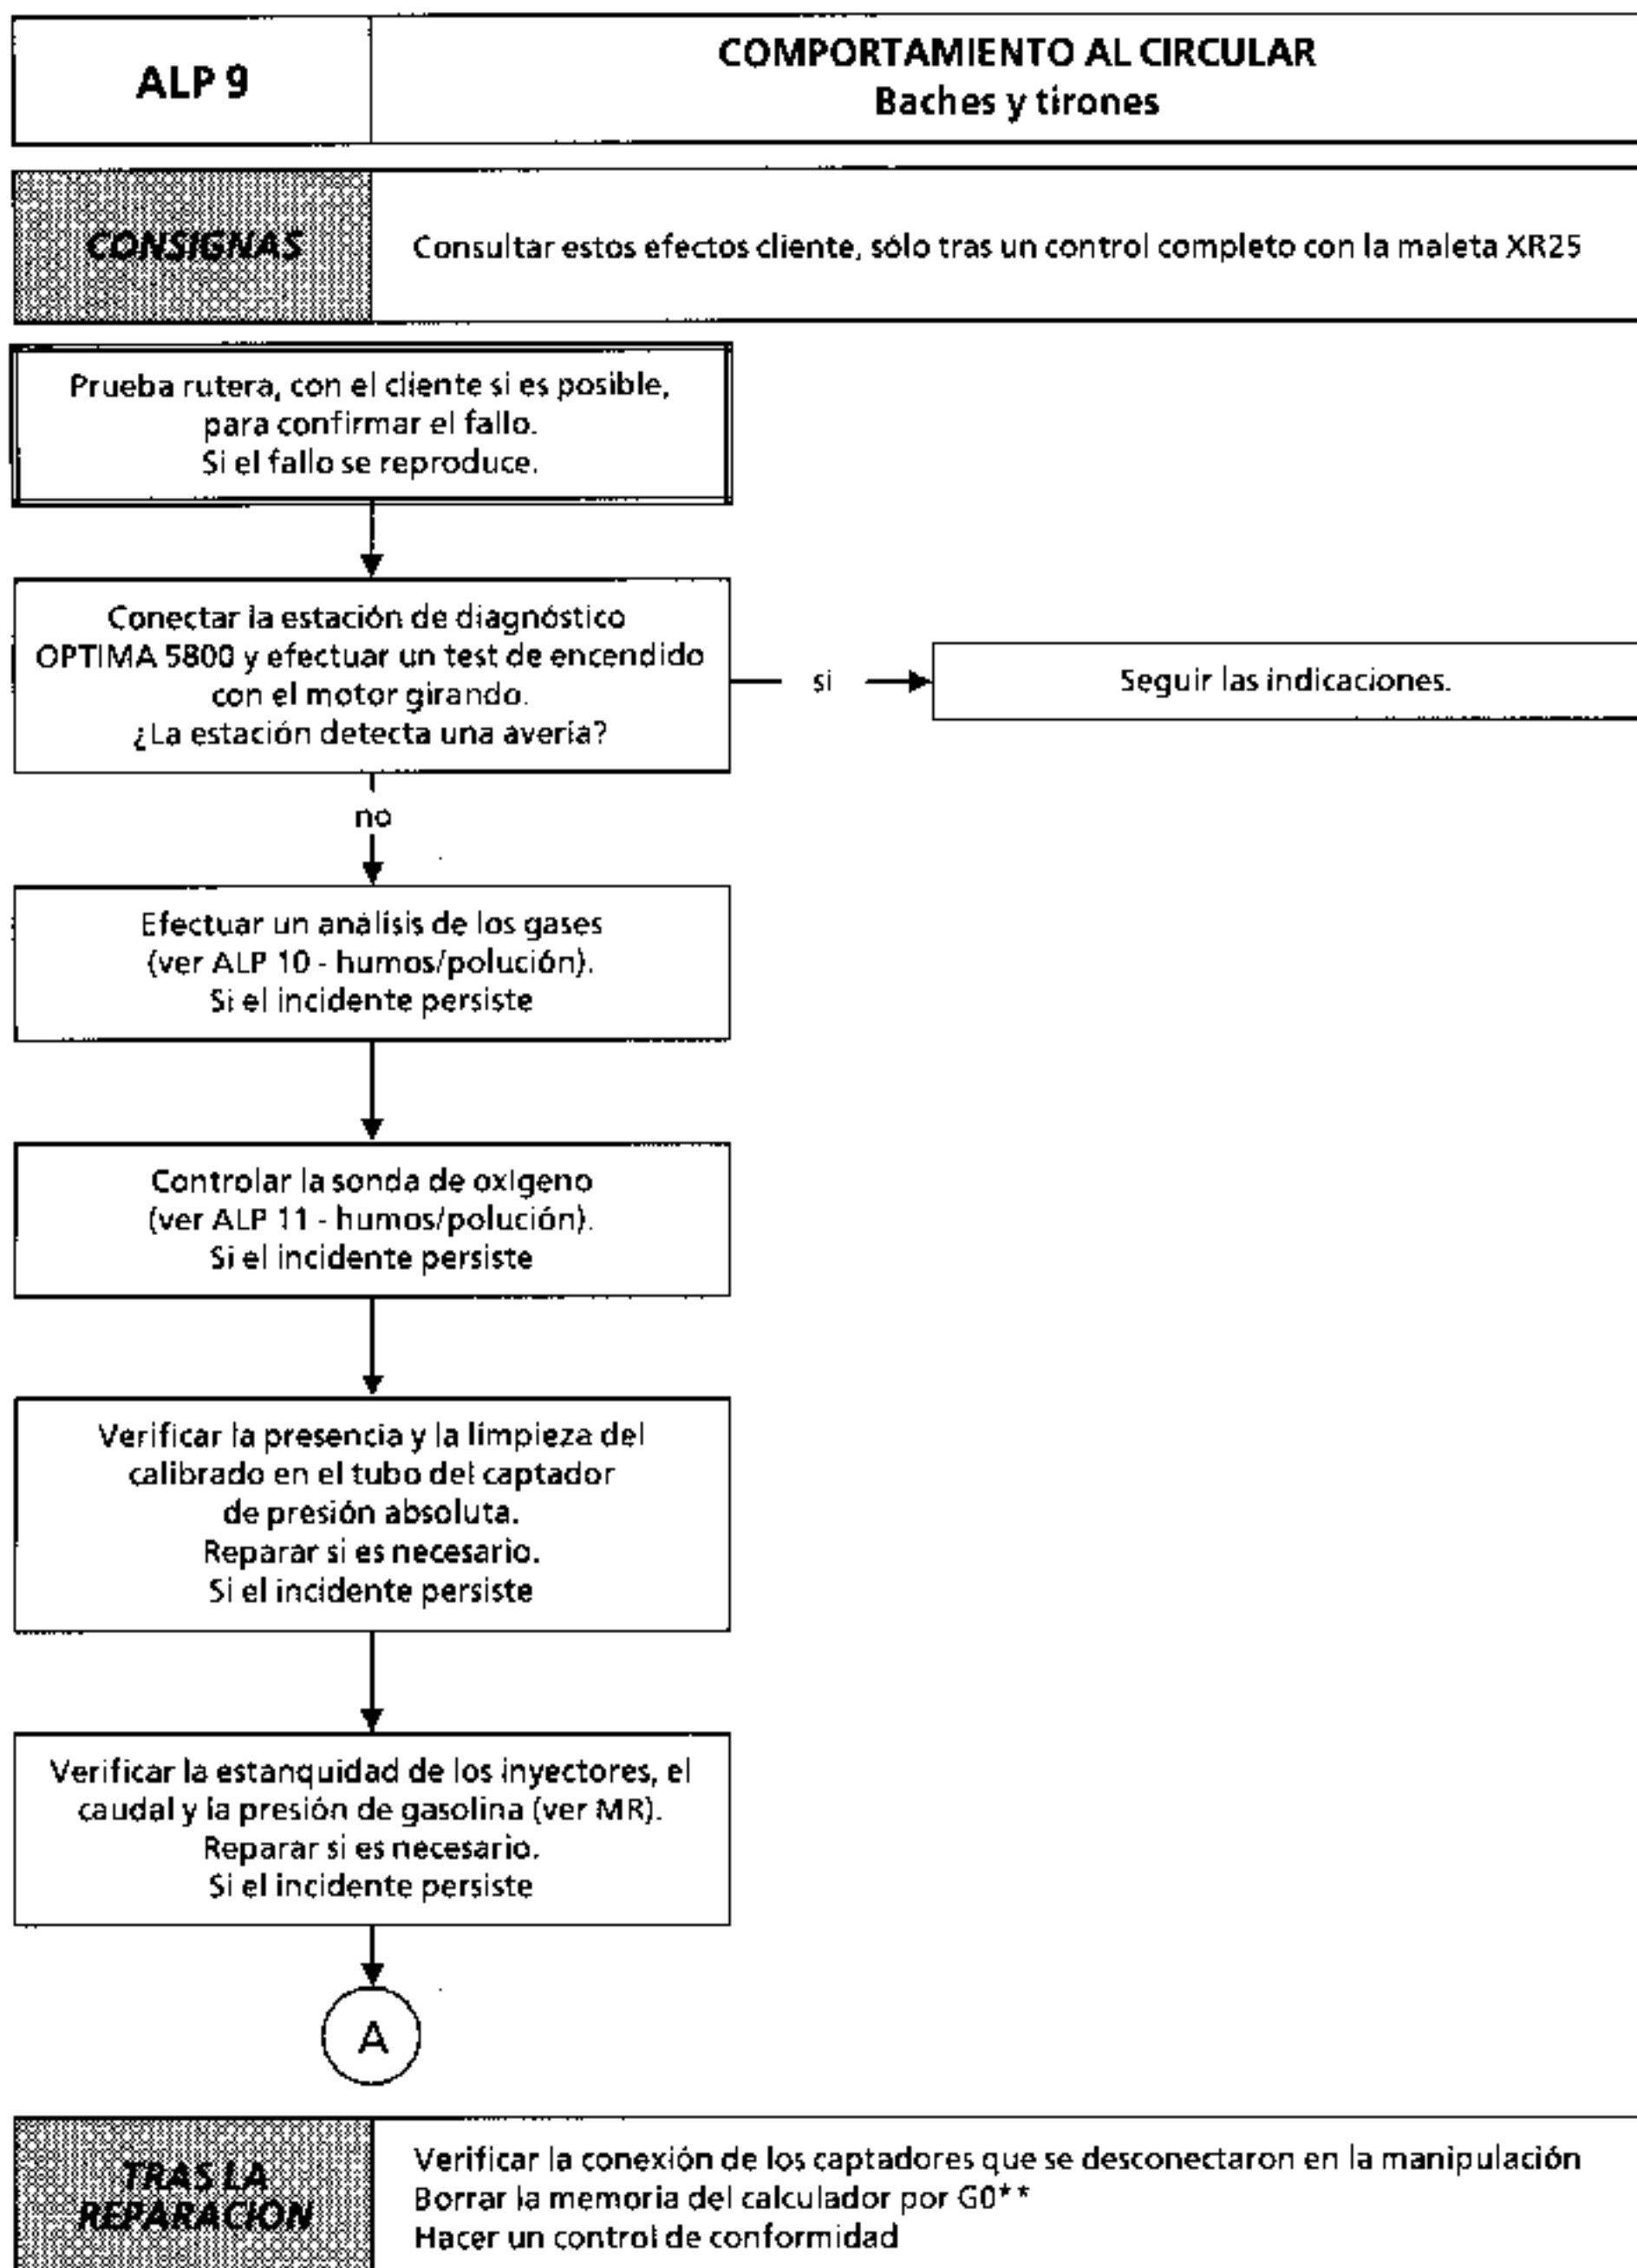 ALP 9
COMPORTAMIENTO AL CIRCULAR
Baches y tirones
CONSIGNAS
Consultar estos efectos cliente, sólo tras un control completo con la maleta XR25
Prueba rutera, con el cliente si es posible,
para confirmar el fallo.
Si el fallo se reproduce.
Conectar la estación de diagnóstico
OPTIMA 5800 y efectuar un test de encendido
con el motor girando.
¿La estación detecta una avería?
si
Seguir las indicaciones.
no
Efectuar un análisis de los gases
(ver ALP 10 - humos/polución).
Si el incidente persiste
Controlar la sonda de oxígeno
(ver ALP 11 - humos/polución).
Si el incidente persiste
Verificar la presencia y la limpieza del
calibrado en el tubo del captador
de presión absoluta.
Reparar si es necesario.
Si el incidente persiste
Verificar la estanquidad de los inyectores, el
caudal y la presión de gasolina (ver MR).
Reparar si es necesario.
Si el incidente persiste
A
TRAS LA
REPARACION
Verificar la conexión de los captadores que se desconectaron en la manipulación
Borrar la memoria del calculador por G0**
Hacer un control de conformidad